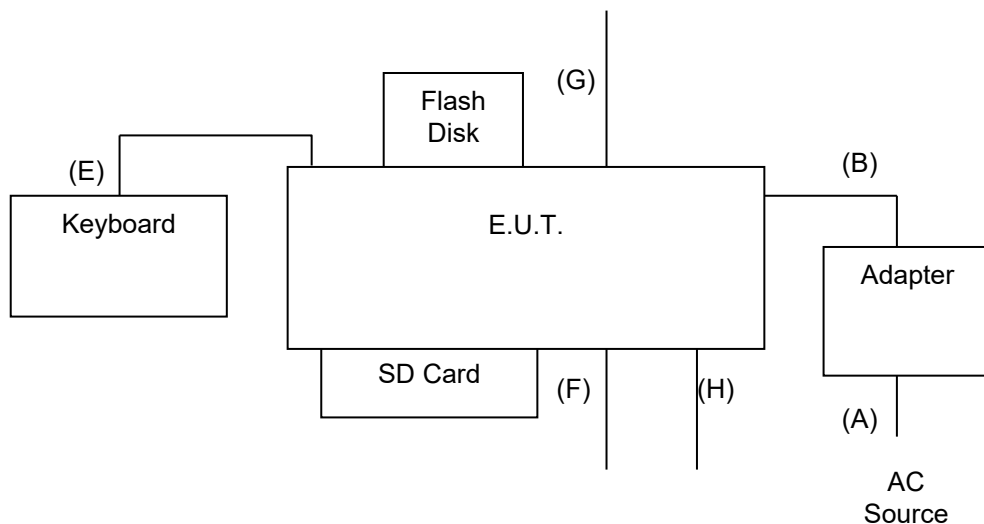 (G)
Flash
Disk
(B)
(E)
Keyboard
E.U.T.
Adapter
SD Card
(F)
(H)
(A)
AC
Source